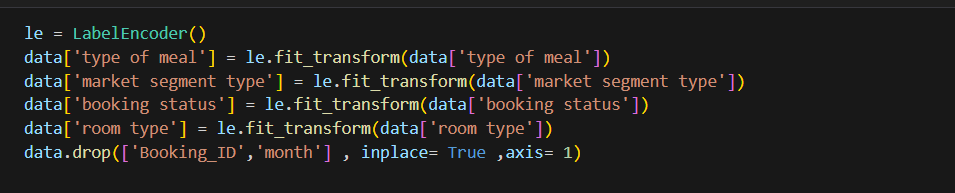 le = LabelEncoder()
data['type of meal'] = le.fit_transform(data['type of meal'])
data['market segment type'] = le.fit_transform(data['market segment type'])
data['booking status'] = le.fit_transform(data['booking status'])
data['room type'] = le.fit_transform(data['room type'])
data.drop(['Booking_ID','month'] , inplace= True ,axis= 1)